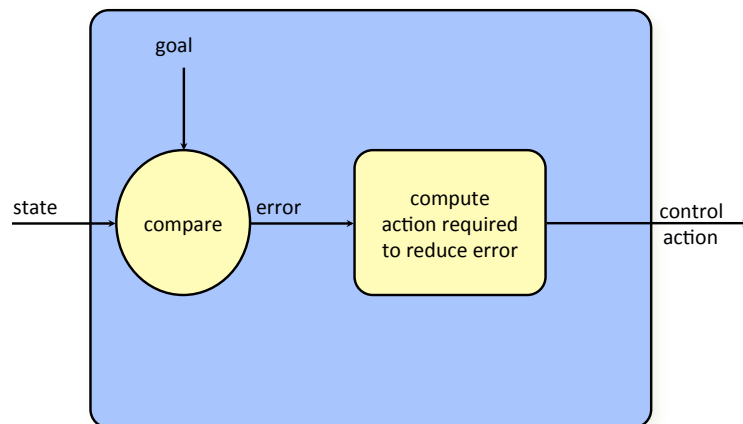 goal
state
compare
error
compute
action required
to reduce error
control
action